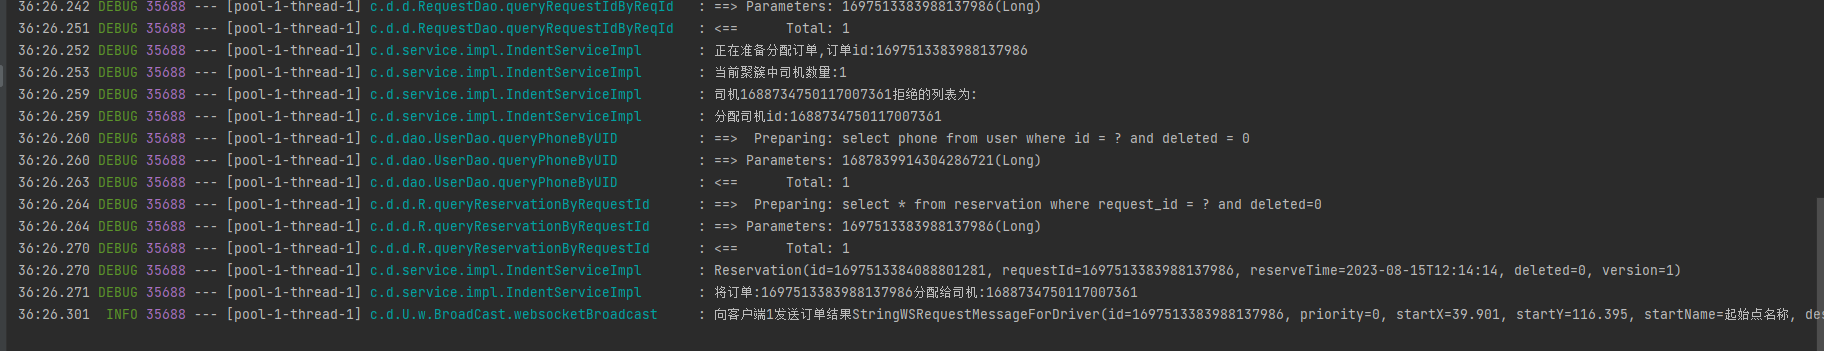 36:26.242 DEBUG 35688 --- [pool-1-thread-1] c.d.d.RequestDao.queryRequestIdByReqId : ==> Parameters: 1697513383988137986(Long)
36:26.251 DEBUG 35688 --- [pool-1-thread-1] c.d.d.RequestDao.queryRequestIdByReqId : <== Total: 1
36:26.252 DEBUG 35688 --- [pool-1-thread-1] c.d.service.impl.IndentServiceImpl : 正在准备分配订单,订单id:1697513383988137986
36:26.253 DEBUG 35688 --- [pool-1-thread-1] c.d.service.impl.IndentServiceImpl : 当前聚簇中司机数量:1
36:26.259 DEBUG 35688 --- [pool-1-thread-1] c.d.service.impl.IndentServiceImpl : 司机1688734750117007361拒绝的列表为:
36:26.259 DEBUG 35688 --- [pool-1-thread-1] c.d.service.impl.IndentServiceImpl : 分配司机id:1688734750117007361
36:26.260 DEBUG 35688 --- [pool-1-thread-1] c.d.dao.UserDao.queryPhoneByUID : ==> Preparing: select phone from user where id = ? and deleted = 0
36:26.260 DEBUG 35688 --- [pool-1-thread-1] c.d.dao.UserDao.queryPhoneByUID : ==> Parameters: 1687839914304286721(Long)
36:26.263 DEBUG 35688 --- [pool-1-thread-1] c.d.dao.UserDao.queryPhoneByUID : <== Total: 1
36:26.264 DEBUG 35688 --- [pool-1-thread-1] c.d.d.R.queryReservationByRequestId : ==> Preparing: select * from reservation where request_id = ? and deleted=0
36:26.264 DEBUG 35688 --- [pool-1-thread-1] c.d.d.R.queryReservationByRequestId : ==> Parameters: 1697513383988137986(Long)
36:26.270 DEBUG 35688 --- [pool-1-thread-1] c.d.d.R.queryReservationByRequestId : <== Total: 1
36:26.270 DEBUG 35688 --- [pool-1-thread-1] c.d.service.impl.IndentServiceImpl : Reservation(id=1697513384088801281, requestId=1697513383988137986, reserveTime=2023-08-15T12:14:14, deleted=0, version=1)
36:26.271 DEBUG 35688 --- [pool-1-thread-1] c.d.service.impl.IndentServiceImpl : 将订单:1697513383988137986分配给司机:1688734750117007361
36:26.301 INFO 35688 --- [pool-1-thread-1] c.d.U.w.BroadCast.websocketBroadcast : 向客户端1发送订单结果StringWSRequestMessageForDriver(id=1697513383988137986, priority=0, startX=39.901, startY=116.395, startName=起始点名称, des